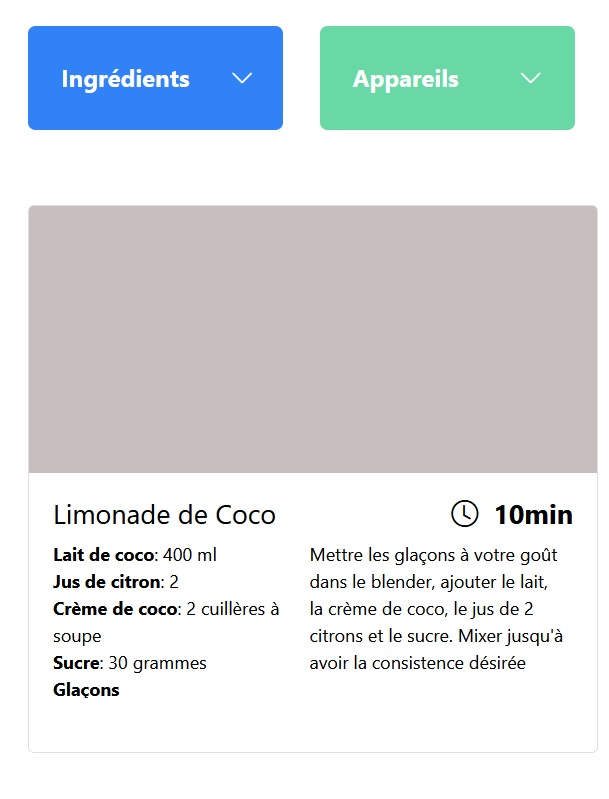 Ingrédients
Appareils
Limonade de Coco
10min
Lait de coco: 400 ml
Jus de citron: 2
Crème de coco: 2 cuillères à
soupe
Sucre: 30 grammes
Glaçons
Mettre les glaçons à votre goût
dans le blender, ajouter le lait,
la crème de coco, le jus de 2
citrons et le sucre. Mixer jusqu'à
avoir la consistence désirée